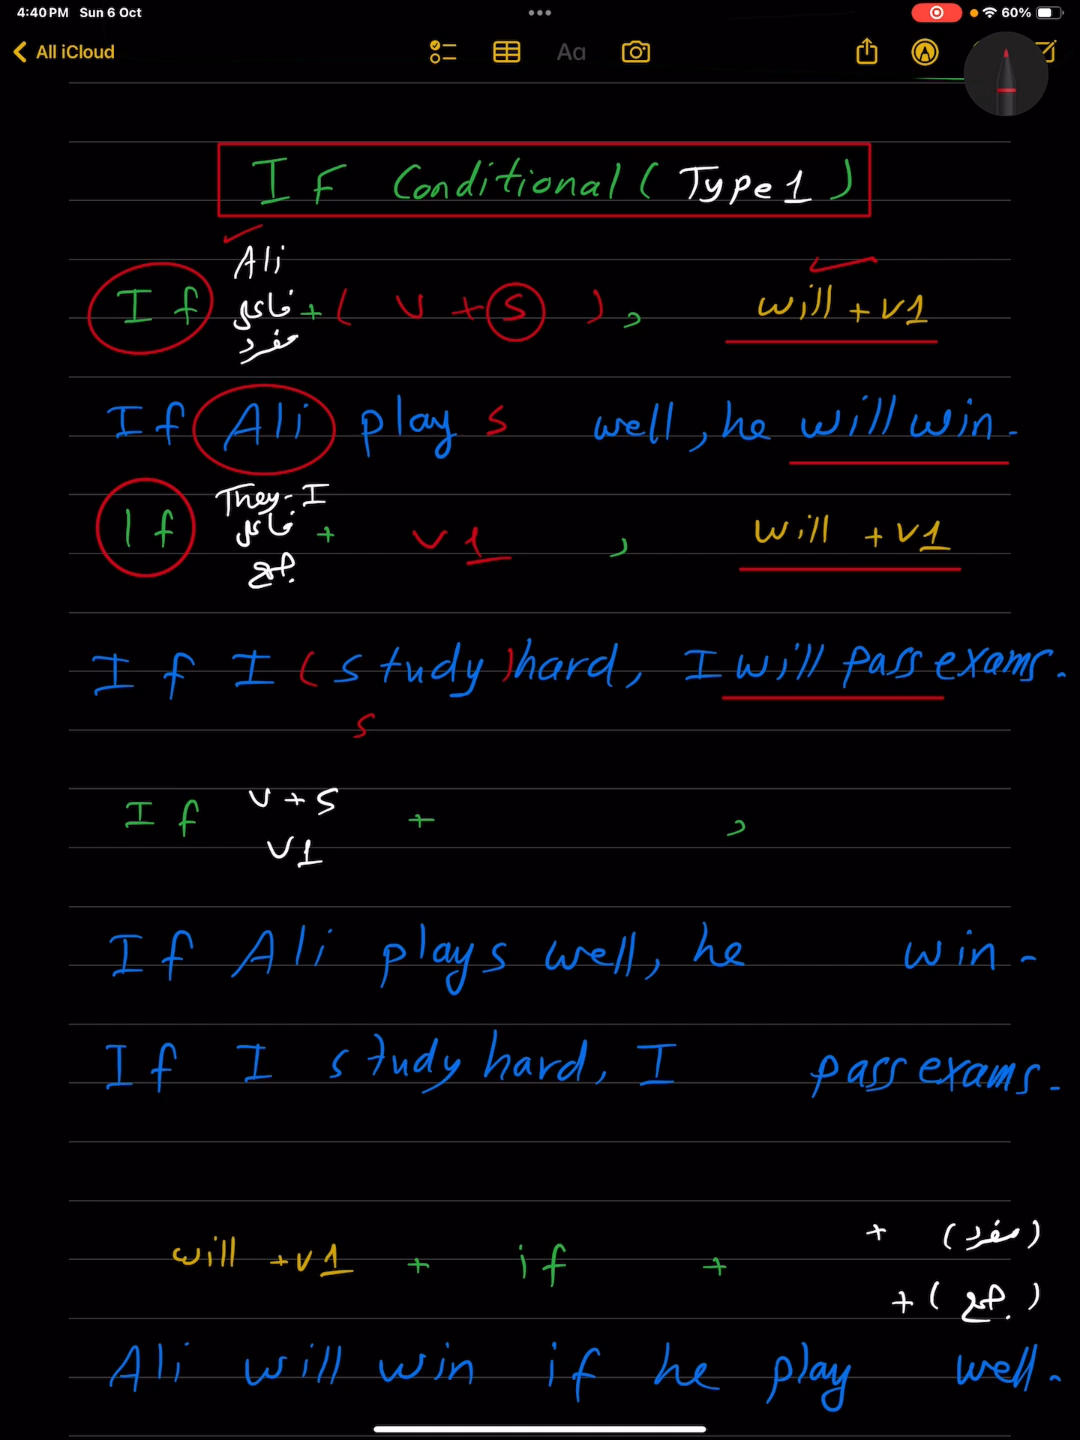 4:40 PM Sun 6 Oct
60%
All iCloud
Aa
IF Conditional (Type 1)
Ali
If فاعل + (v + s), will + v1
مفرد
If Ali plays well, he will win.
They - I
If فاعل + v1, will + v1
جمع
If I (study) hard, I will pass exams.
s
v + s
If + ,
v1
If Ali plays well, he win.
If I study hard, I pass exams.
+ (مفرد)
will + v1 + if +
+ (جمع)
Ali will win if he play well.